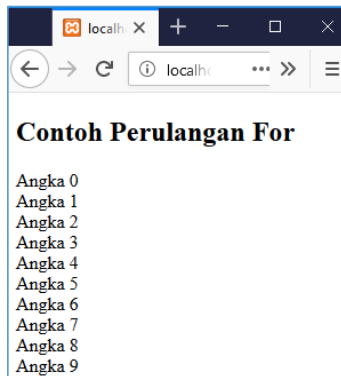 localh
localho
Contoh Perulangan For
Angka 0
Angka 1
Angka 2
Angka 3
Angka 4
Angka 5
Angka 6
Angka 7
Angka 8
Angka 9